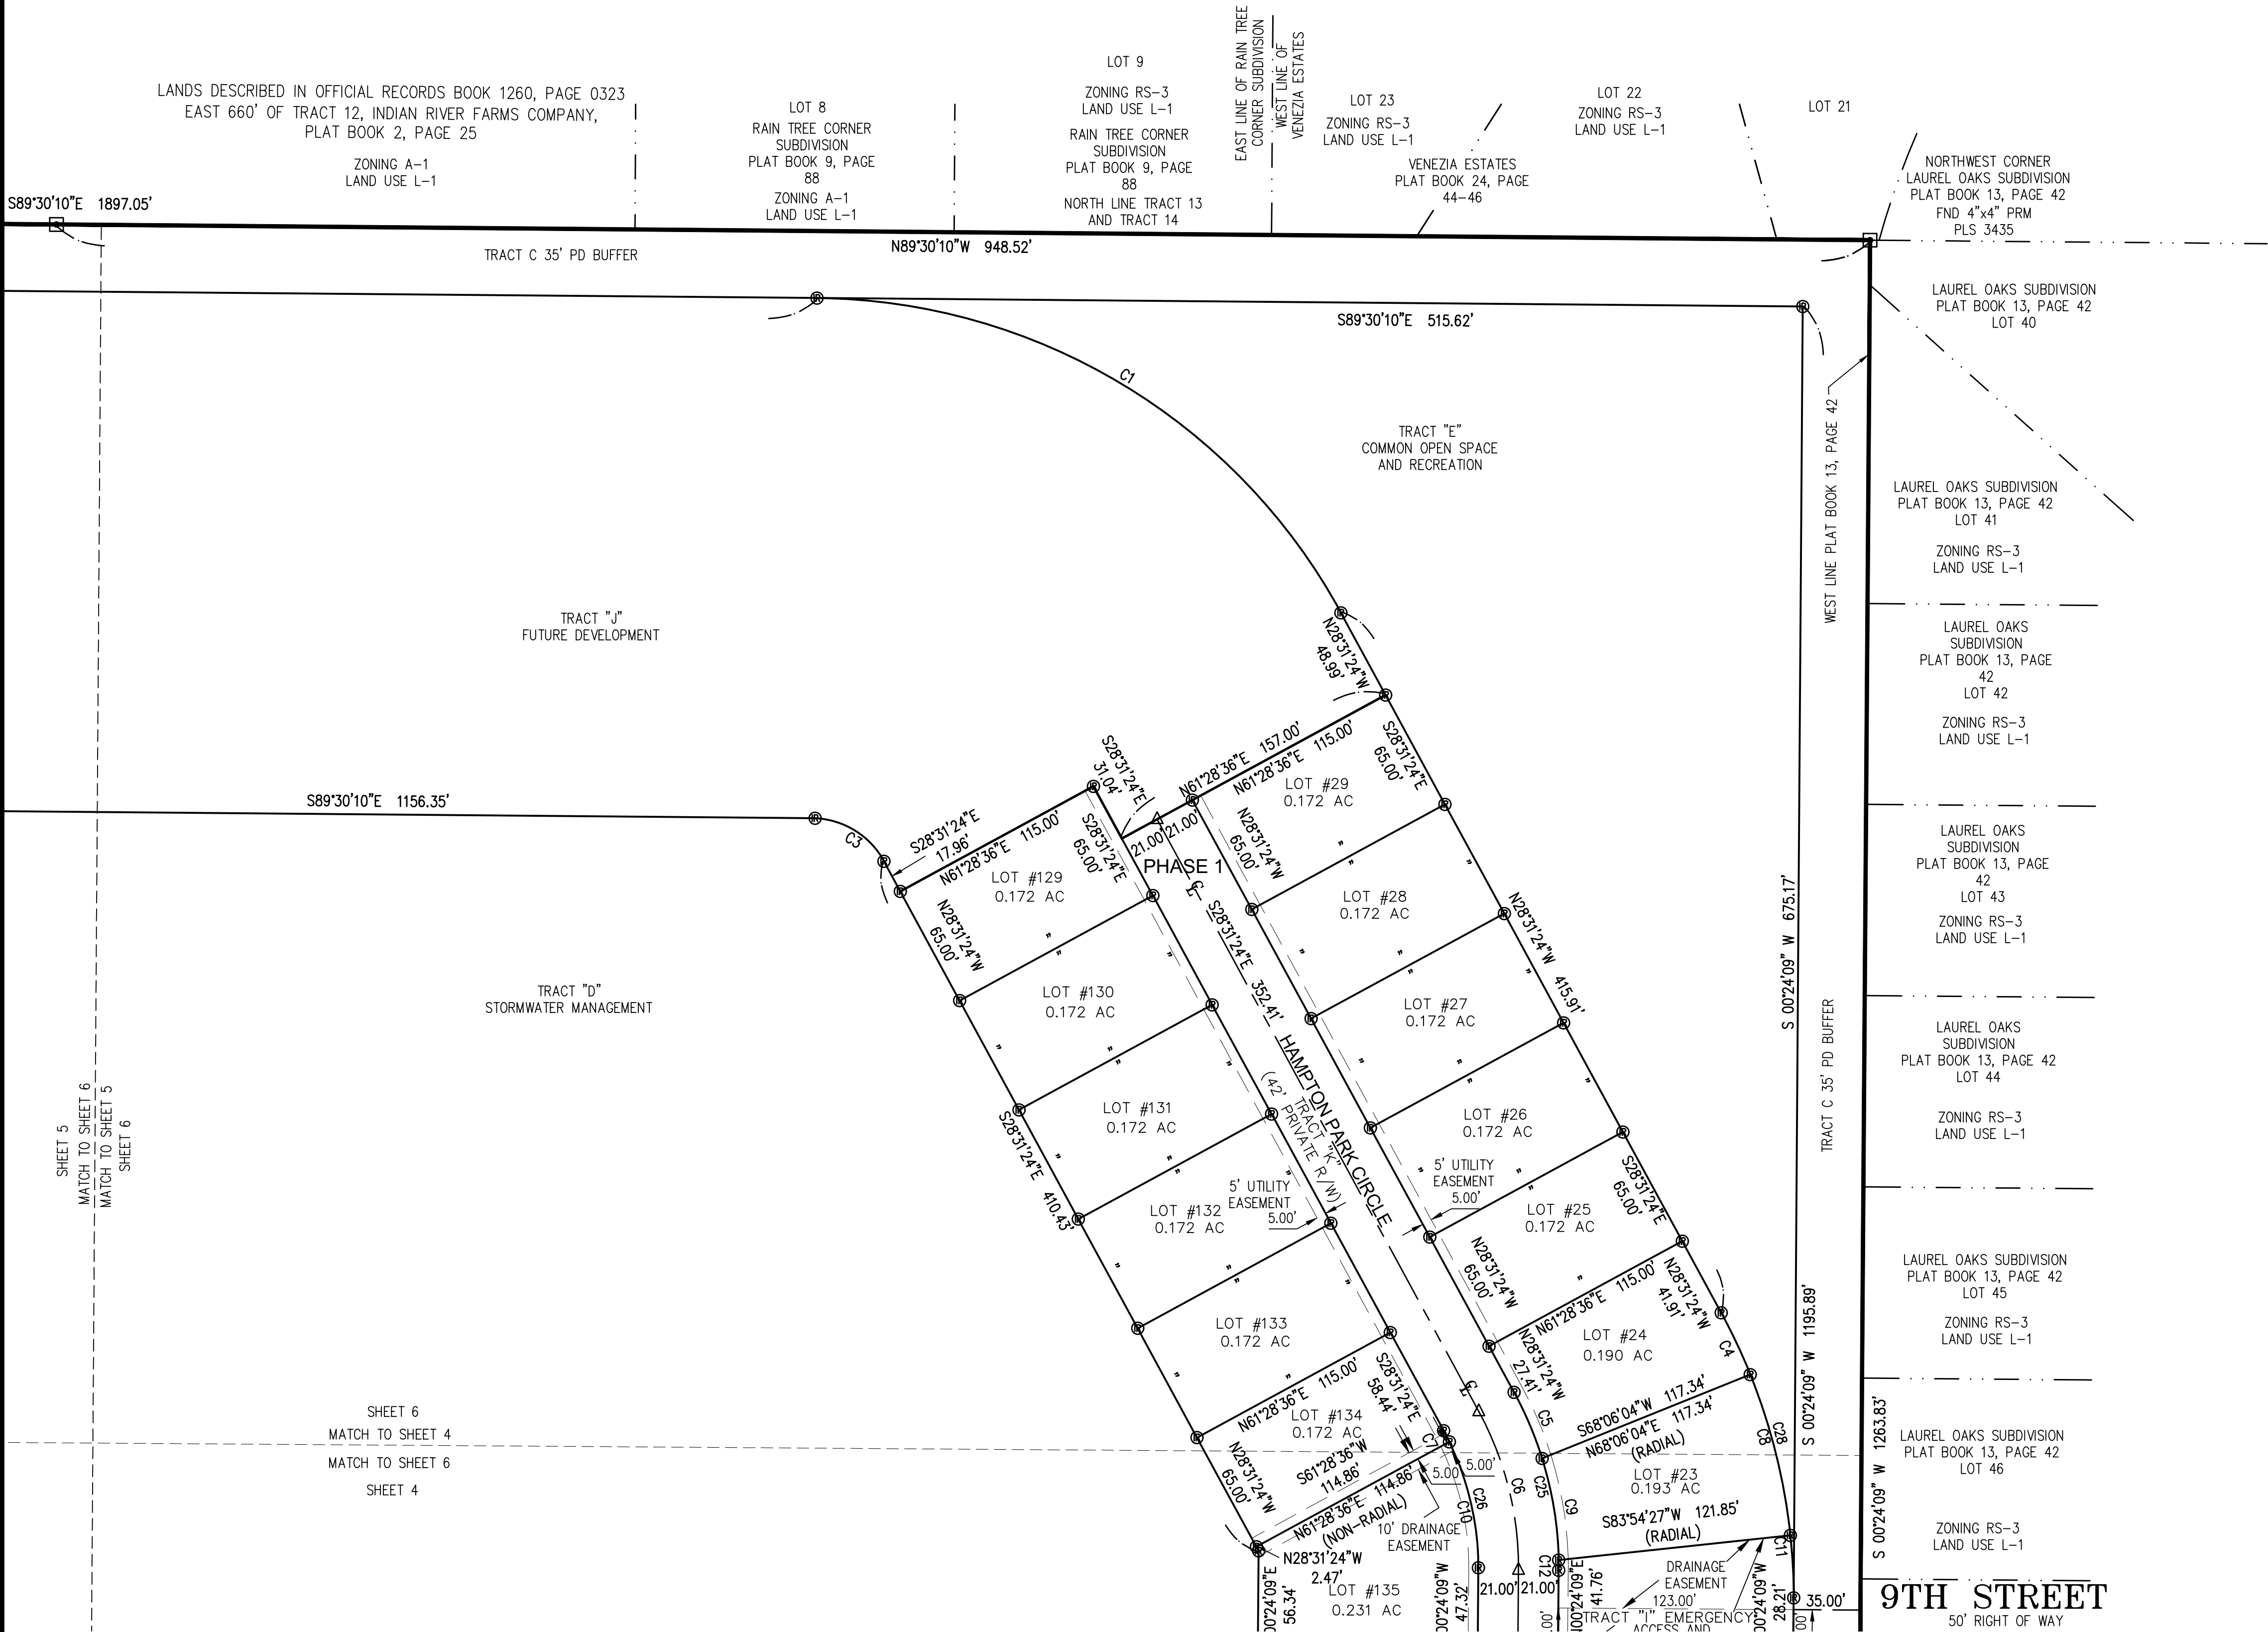 LANDS DESCRIBED IN OFFICIAL RECORDS BOOK 1260, PAGE 0323
EAST 660' OF TRACT 12, INDIAN RIVER FARMS COMPANY,
PLAT BOOK 2, PAGE 25
ZONING A-1
LAND USE L-1
LOT 8
RAIN TREE CORNER
SUBDIVISION
PLAT BOOK 9, PAGE
88
ZONING A-1
LAND USE L-1
LOT 9
ZONING RS-3
LAND USE L-1
RAIN TREE CORNER
SUBDIVISION
PLAT BOOK 9, PAGE
88
NORTH LINE TRACT 13
AND TRACT 14
EAST LINE OF RAIN TREE
CORNER SUBDIVISION
WEST LINE OF
VENEZIA ESTATES
LOT 23
ZONING RS-3
LAND USE L-1
VENEZIA ESTATES
PLAT BOOK 24, PAGE
44-46
LOT 22
ZONING RS-3
LAND USE L-1
LOT 21
NORTHWEST CORNER
LAUREL OAKS SUBDIVISION
PLAT BOOK 13, PAGE 42
FND 4"x4" PRM
PLS 3435
S89°30'10"E 1897.05'
TRACT C 35' PD BUFFER
N89°30'10"W 948.52'
S89°30'10"E 515.62'
C1
TRACT "E"
COMMON OPEN SPACE
AND RECREATION
WEST LINE PLAT BOOK 13, PAGE 42
LAUREL OAKS SUBDIVISION
PLAT BOOK 13, PAGE 42
LOT 40
LAUREL OAKS SUBDIVISION
PLAT BOOK 13, PAGE 42
LOT 41
ZONING RS-3
LAND USE L-1
LAUREL OAKS
SUBDIVISION
PLAT BOOK 13, PAGE
42
LOT 42
ZONING RS-3
LAND USE L-1
LAUREL OAKS
SUBDIVISION
PLAT BOOK 13, PAGE
42
LOT 43
ZONING RS-3
LAND USE L-1
LAUREL OAKS
SUBDIVISION
PLAT BOOK 13, PAGE 42
LOT 44
ZONING RS-3
LAND USE L-1
LAUREL OAKS SUBDIVISION
PLAT BOOK 13, PAGE 42
LOT 45
ZONING RS-3
LAND USE L-1
LAUREL OAKS SUBDIVISION
PLAT BOOK 13, PAGE 42
LOT 46
ZONING RS-3
LAND USE L-1
TRACT "J"
FUTURE DEVELOPMENT
N28°31'24"W
48.99'
S89°30'10"E 1156.35'
C3
S28°31'24"E
17.96'
N61°28'36"E 115.00'
S28°31'24"E
31.04'
S28°31'24"E
65.00'
N61°28'36"E 157.00'
N61°28'36"E 115.00'
21.00'
21.00'
PHASE 1
S28°31'24"E
65.00'
LOT #29
0.172 AC
N28°31'24"W
65.00'
LOT #129
0.172 AC
N28°31'24"W
65.00'
LOT #28
0.172 AC
N28°31'24"W 415.91'
LOT #130
0.172 AC
LOT #27
0.172 AC
℄
S28°31'24"E 352.41'
HAMPTON PARK CIRCLE
TRACT "K"
(42' PRIVATE R/W)
TRACT "D"
STORMWATER MANAGEMENT
LOT #131
0.172 AC
LOT #26
0.172 AC
S28°31'24"E 410.43'
S 00°24'09" W 675.17'
TRACT C 35' PD BUFFER
SHEET 5
MATCH TO SHEET 6
MATCH TO SHEET 5
SHEET 6
5' UTILITY
EASEMENT
5.00'
5' UTILITY
EASEMENT
5.00'
LOT #132
0.172 AC
LOT #25
0.172 AC
S28°31'24"E
65.00'
N28°31'24"W
65.00'
N61°28'36"E 115.00'
N28°31'24"W
41.91'
LOT #133
0.172 AC
LOT #24
0.190 AC
N28°31'24"W
27.41'
C4
S 00°24'09" W 1195.89'
N61°28'36"E 115.00'
S28°31'24"E
58.44'
℄
C5
LOT #134
0.172 AC
S68°06'04"W 117.34'
N68°06'04"E 117.34'
(RADIAL)
C8
C28
S 00°24'09" W 1263.83'
SHEET 6
MATCH TO SHEET 4
MATCH TO SHEET 6
SHEET 4
N28°31'24"W
65.00'
S61°28'36"W
114.86'
N61°28'36"E 114.86'
(NON-RADIAL)
C7
5.00'
5.00'
C10
C26
C6
C25
C9
LOT #23
0.193 AC
S83°54'27"W 121.85'
(RADIAL)
C11
10' DRAINAGE
EASEMENT
N28°31'24"W
2.47'
LOT #135
0.231 AC
00°24'09"E
56.34'
00°24'09"W
47.32'
21.00'
21.00'
C12
N00°24'09"E
41.76'
DRAINAGE
EASEMENT
123.00'
TRACT "I" EMERGENCY
ACCESS AND
00°24'09"W
28.21'
35.00'
9TH STREET
50' RIGHT OF WAY